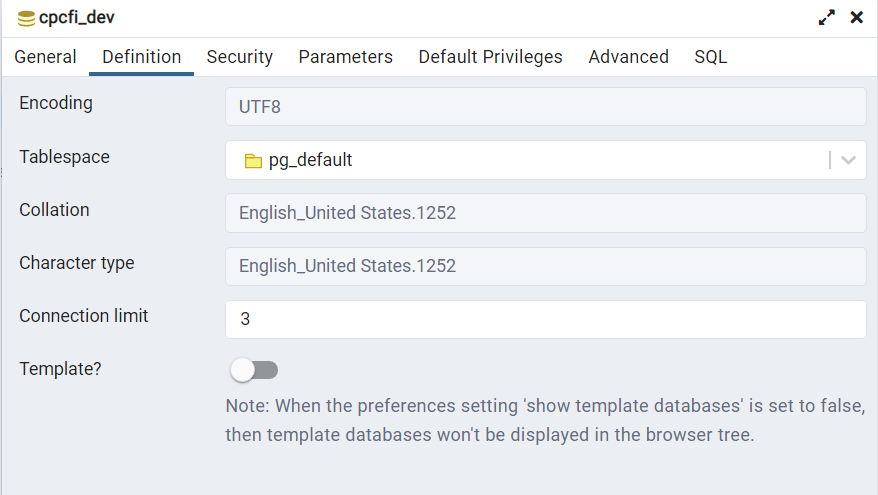 cpcfi_dev
General Definition Security Parameters Default Privileges Advanced SQL
Encoding UTF8
Tablespace pg_default
Collation English_United States.1252
Character type English_United States.1252
Connection limit 3
Template?
Note: When the preferences setting 'show template databases' is set to false,
then template databases won't be displayed in the browser tree.